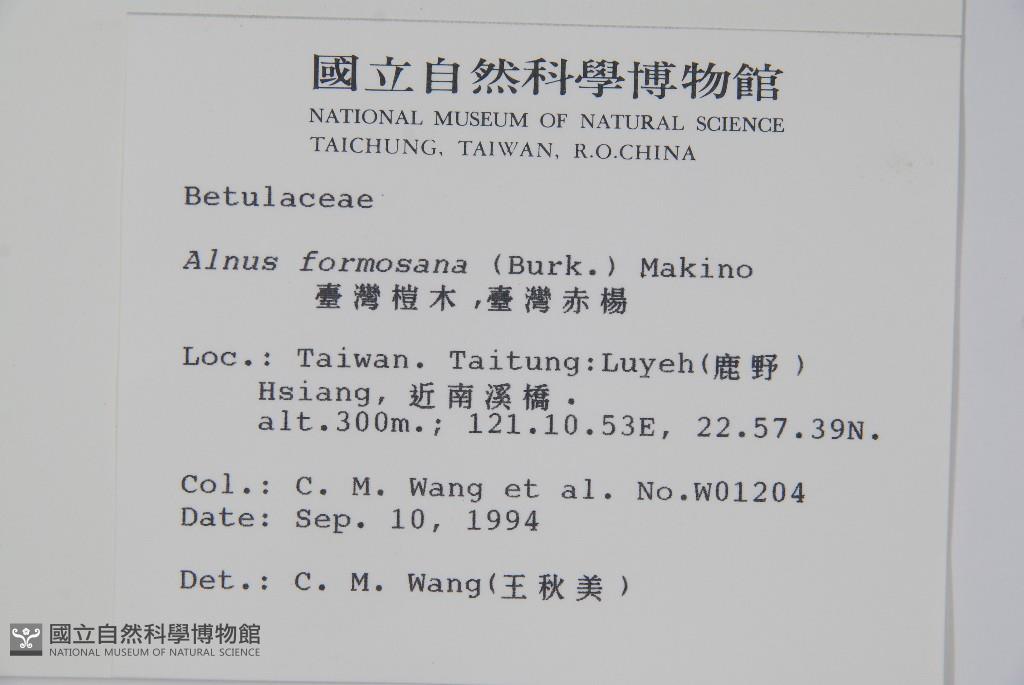 國立自然科學博物館
NATIONAL MUSEUM OF NATURAL SCIENCE
TAICHUNG, TAIWAN, R.O.CHINA
Betulaceae
Alnus formosana (Burk.) Makino
臺灣榿木,臺灣赤楊
Loc.: Taiwan. Taitung:Luyeh(鹿野)
Hsiang, 近南溪橋.
alt.300m.; 121.10.53E, 22.57.39N.
Col.: C. M. Wang et al. No.W01204
Date: Sep. 10, 1994
Det.: C. M. Wang(王秋美)
國立自然科學博物館
NATIONAL MUSEUM OF NATURAL SCIENCE